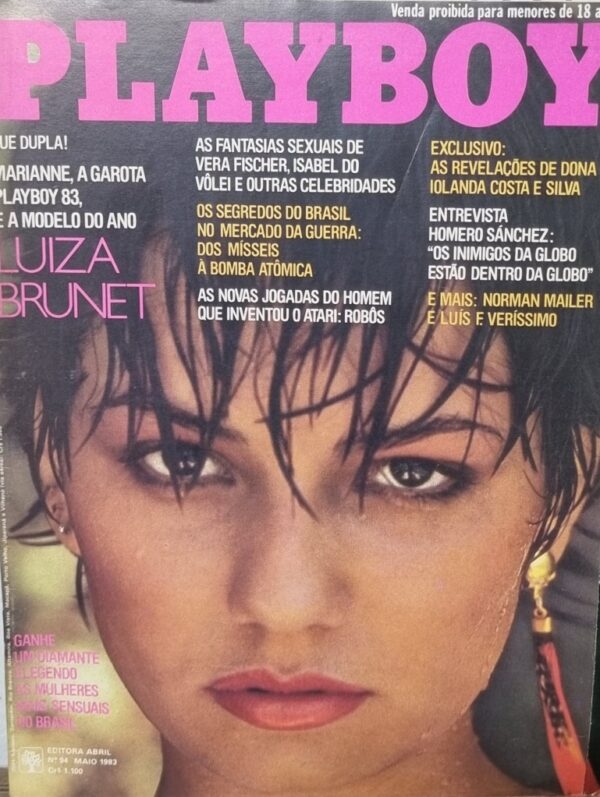 Venda proibida para menores de 18 a
PLAYBOY
UE DUPLA!
MARIANNE, A GAROTA
PLAYBOY 83,
E A MODELO DO ANO
LUIZA
BRUNET
AS FANTASIAS SEXUAIS DE
VERA FISCHER, ISABEL DO
VÔLEI E OUTRAS CELEBRIDADES
OS SEGREDOS DO BRASIL
NO MERCADO DA GUERRA:
DOS MÍSSEIS
À BOMBA ATÔMICA
AS NOVAS JOGADAS DO HOMEM
QUE INVENTOU O ATARI: ROBÔS
EXCLUSIVO:
AS REVELAÇÕES DE DONA
IOLANDA COSTA E SILVA
ENTREVISTA
HOMERO SÁNCHEZ:
"OS INIMIGOS DA GLOBO
ESTÃO DENTRO DA GLOBO"
E MAIS: NORMAN MAILER
E LUÍS F. VERÍSSIMO
GANHE
UM DIAMANTE
ELEGENDO
AS MULHERES
MAIS SENSUAIS
DO BRASIL
EDITORA ABRIL
Nº 94 MAIO 1983
Cr$ 1.100